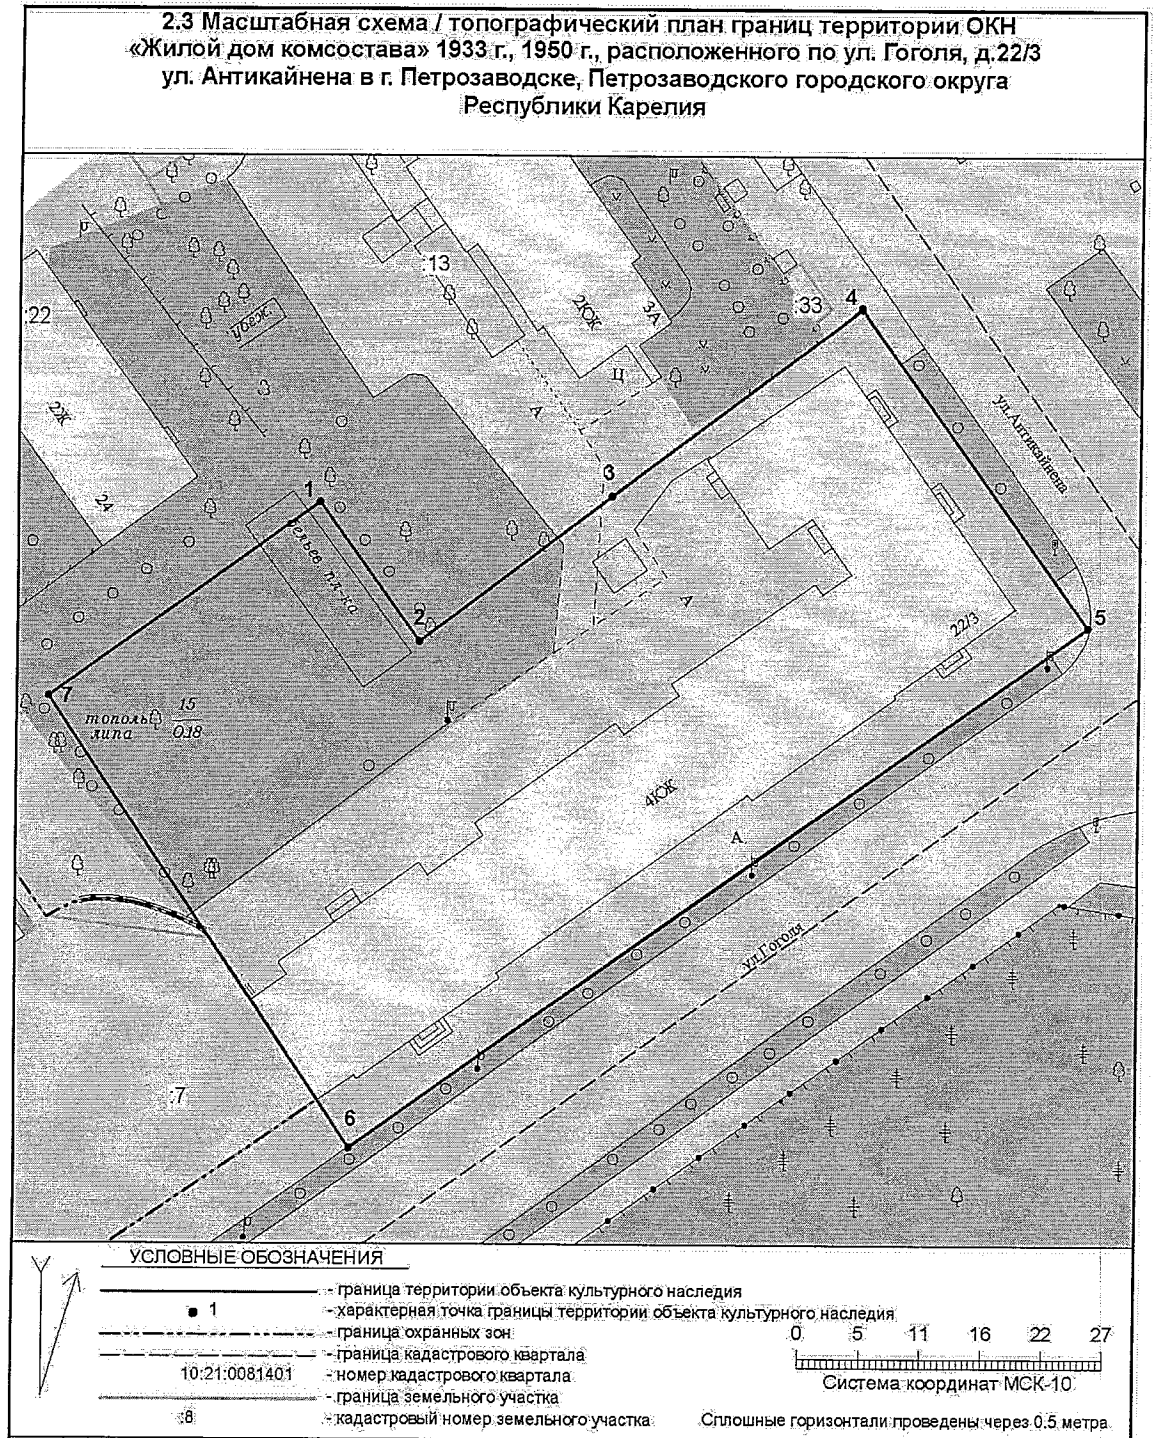 2.3 Масштабная схема / топографический план границ территории ОКН
«Жилой дом комсостава» 1933 г., 1950 г., расположенного по ул. Гоголя, д.22/3
ул. Антикайнена в г. Петрозаводске, Петрозаводского городского округа
Республики Карелия
:13
:22
убеж.
2КЖ
3А
:33
4
Ц
А
2Ж
24
ул.Антикайнена
1
3
бельев. пл-ка
2
А
22/3
5
7
тополь
липа
15
0.18
4КЖ
А
ул.Гоголя
:7
6
УСЛОВНЫЕ ОБОЗНАЧЕНИЯ
- граница территории объекта культурного наследия
1 - характерная точка границы территории объекта культурного наследия
- граница охранных зон
- граница кадастрового квартала
10:21:0081401 - номер кадастрового квартала
- граница земельного участка
:8 - кадастровый номер земельного участка
0 5 11 16 22 27
Система координат МСК-10
Сплошные горизонтали проведены через 0.5 метра